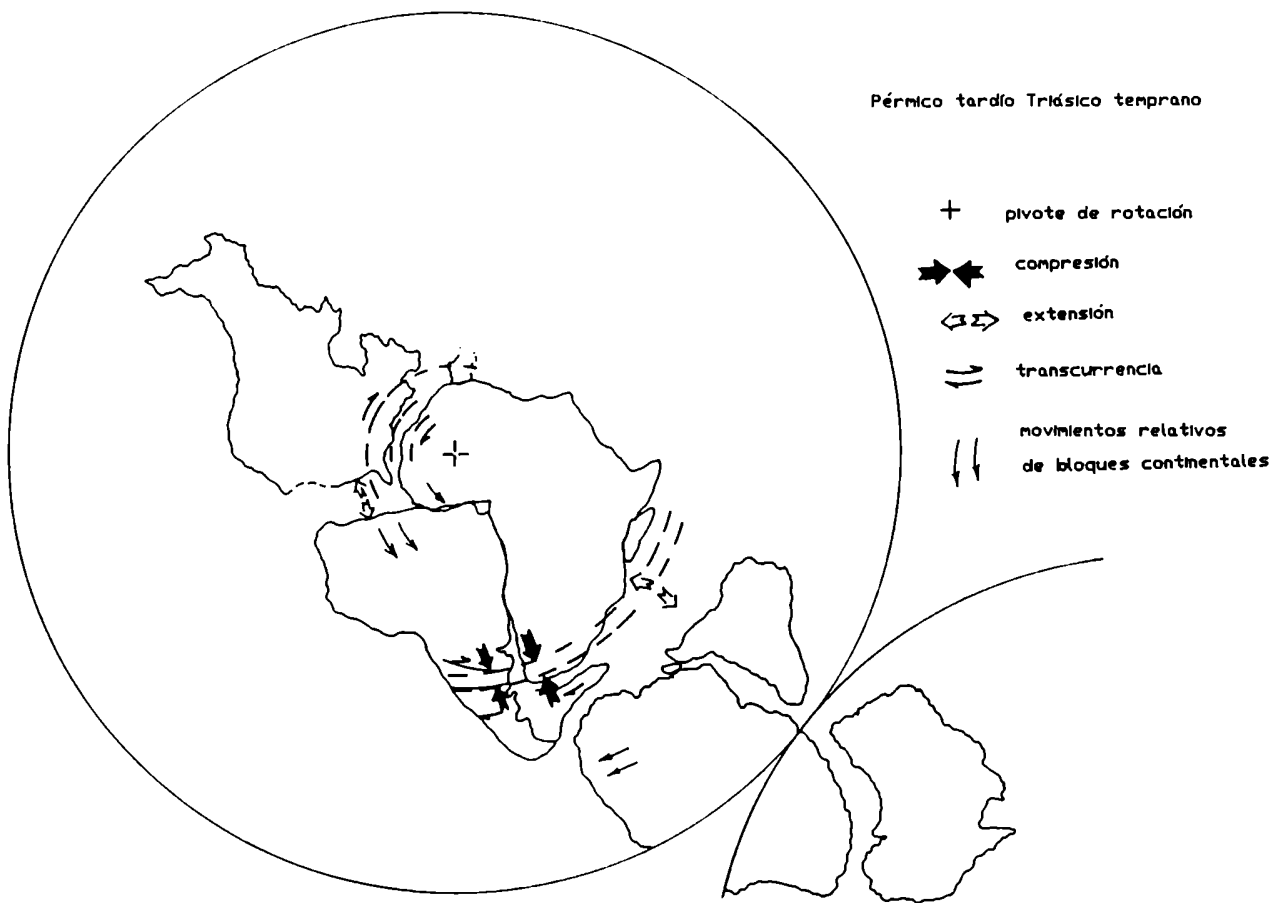 Pérmico tardío Triásico temprano
pivote de rotación
compresión
extensión
transcurrencia
movimientos relativos
de bloques continentales